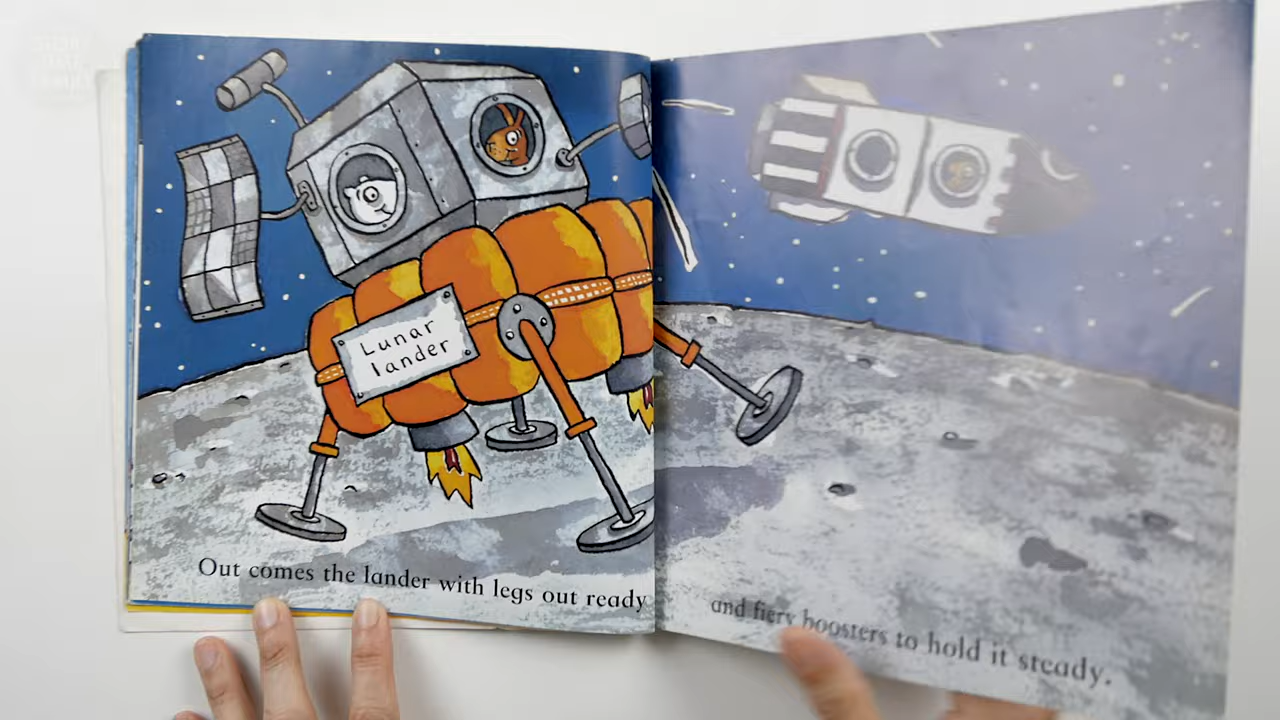 Lunar
lander
Out comes the lander with legs out ready
and fiery boosters to hold it steady.